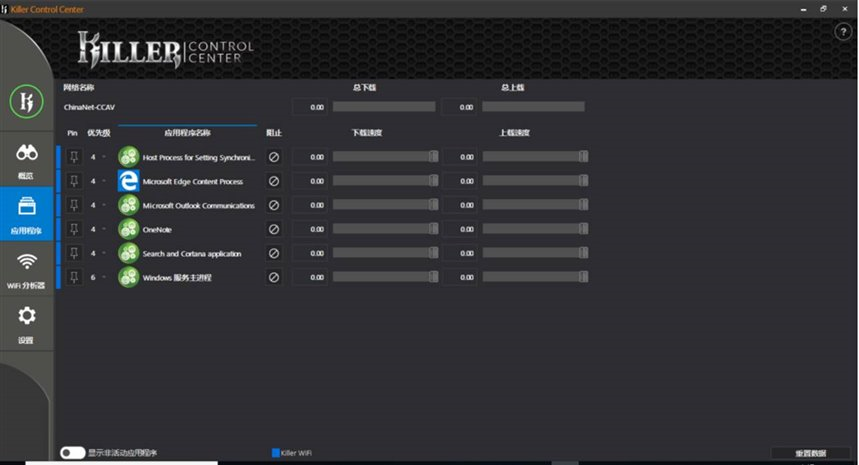 Killer Control Center
KILLER CONTROL CENTER
?
网络名称 总下载 总上载
ChinaNet-CCAV 0.00 0.00
Pin 优先级 应用程序名称 阻止 下载速度 上载速度
4 Host Process for Setting Synchroni... 0.00 0.00
4 Microsoft Edge Content Process 0.00 0.00
4 Microsoft Outlook Communications 0.00 0.00
4 OneNote 0.00 0.00
4 Search and Cortana application 0.00 0.00
6 Windows 服务主进程 0.00 0.00
概览
应用程序
WiFi 分析器
设置
显示非活动应用程序 Killer WiFi 重置数据